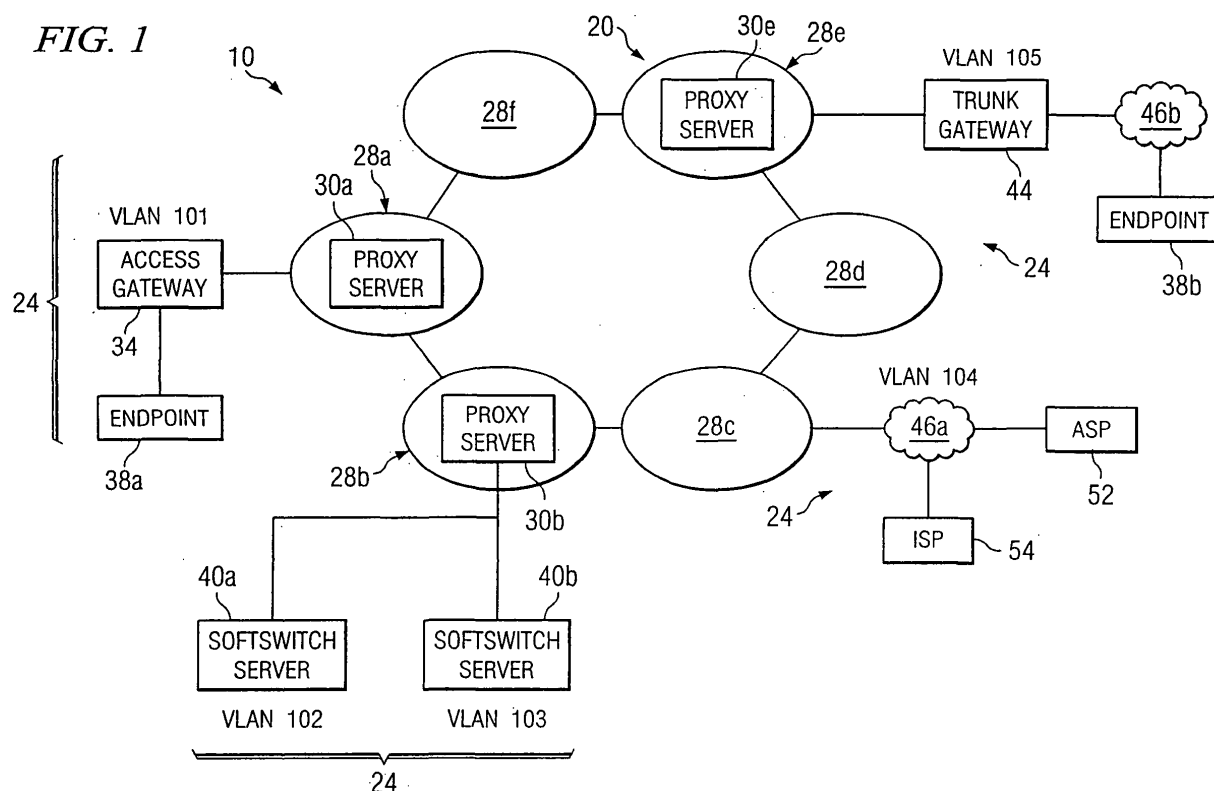 FIG. 1
10
20
30e
28e
VLAN 105
PROXY
SERVER
TRUNK
GATEWAY
46b
44
ENDPOINT
38b
28f
28a
30a
VLAN 101
ACCESS
GATEWAY
PROXY
SERVER
24
34
ENDPOINT
38a
28d
24
PROXY
SERVER
28b
30b
28c
VLAN 104
46a
ASP
52
24
ISP
54
40a
40b
SOFTSWITCH
SERVER
SOFTSWITCH
SERVER
VLAN 102
VLAN 103
24